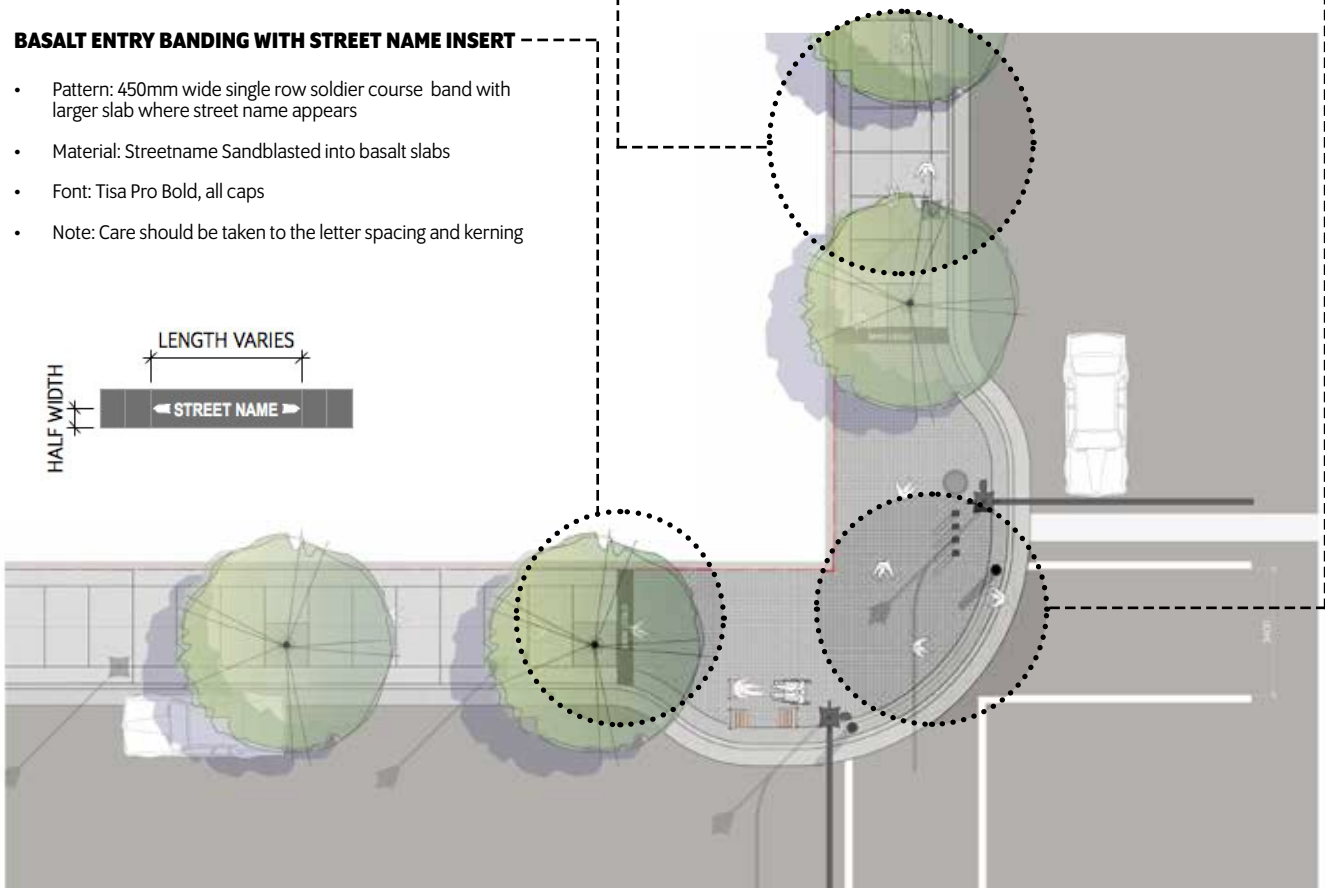 BASALT ENTRY BANDING WITH STREET NAME INSERT
• Pattern: 450mm wide single row soldier course band with
larger slab where street name appears
• Material: Streetname Sandblasted into basalt slabs
• Font: Tisa Pro Bold, all caps
• Note: Care should be taken to the letter spacing and kerning
LENGTH VARIES
HALF WIDTH
STREET NAME